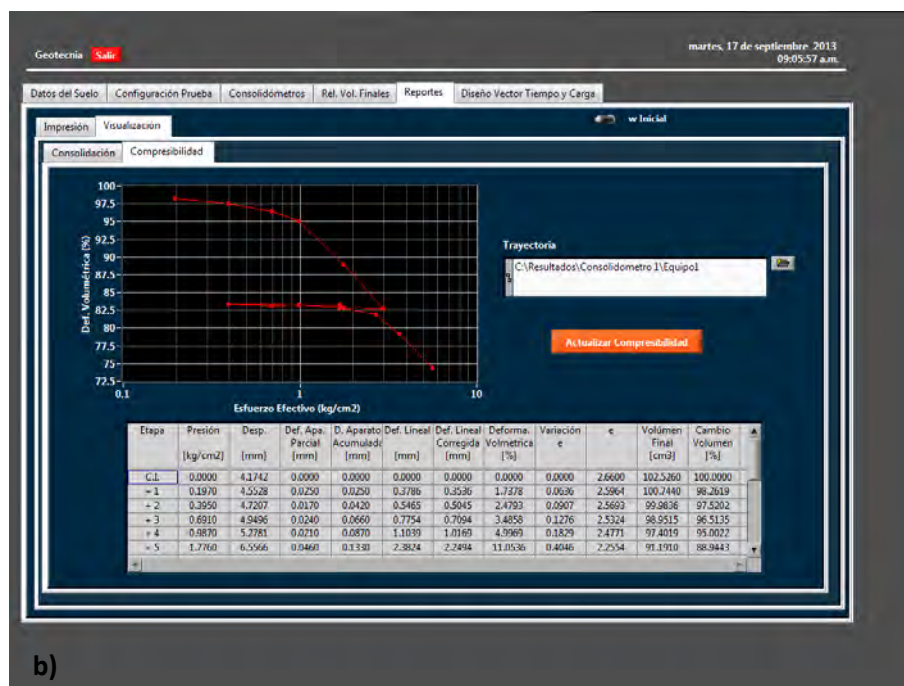 martes, 17 de septiembre 2013
Geotecnia Salir
09:05:57 a.m.
Datos del Suelo Configuración Prueba Consolidómetros Rel. Vol. Finales Reportes Diseño Vector Tiempo y Carga
Impresión Visualización w Inicial
Consolidación Compresibilidad
100
97.5
95
92.5
90
87.5
85
82.5
80
77.5
75
72.5
Def. Volumétrica (%)
0.1 1 10
Esfuerzo Efectivo (kg/cm2)
Trayectoria
C:\Resultados\Consolidometro 1\Equipo1
Actualizar Compresibilidad
Etapa Presión Desp. Def. Apa. D. Aparato Def. Lineal Def. Lineal Deforma. Variación e Volúmen Cambio
Parcial Acumulada Corregida Volmetrica e Final Volumen
[kg/cm2] [mm] [mm] [mm] [mm] [mm] [%] [cm3] [%]
C.I. 0.0000 4.1742 0.0000 0.0000 0.0000 0.0000 0.0000 0.0000 2.6600 102.5260 100.0000
+ 1 0.1970 4.5528 0.0250 0.0250 0.3786 0.3536 1.7378 0.0636 2.5964 100.7440 98.2619
+ 2 0.3950 4.7207 0.0170 0.0420 0.5465 0.5045 2.4793 0.0907 2.5693 99.9836 97.5202
+ 3 0.6910 4.9496 0.0240 0.0660 0.7754 0.7094 3.4858 0.1276 2.5324 98.9515 96.5135
+ 4 0.9870 5.2781 0.0210 0.0870 1.1039 1.0169 4.9969 0.1829 2.4771 97.4019 95.0022
+ 5 1.7760 6.5566 0.0460 0.1330 2.3824 2.2494 11.0536 0.4046 2.2554 91.1910 88.9443
b)